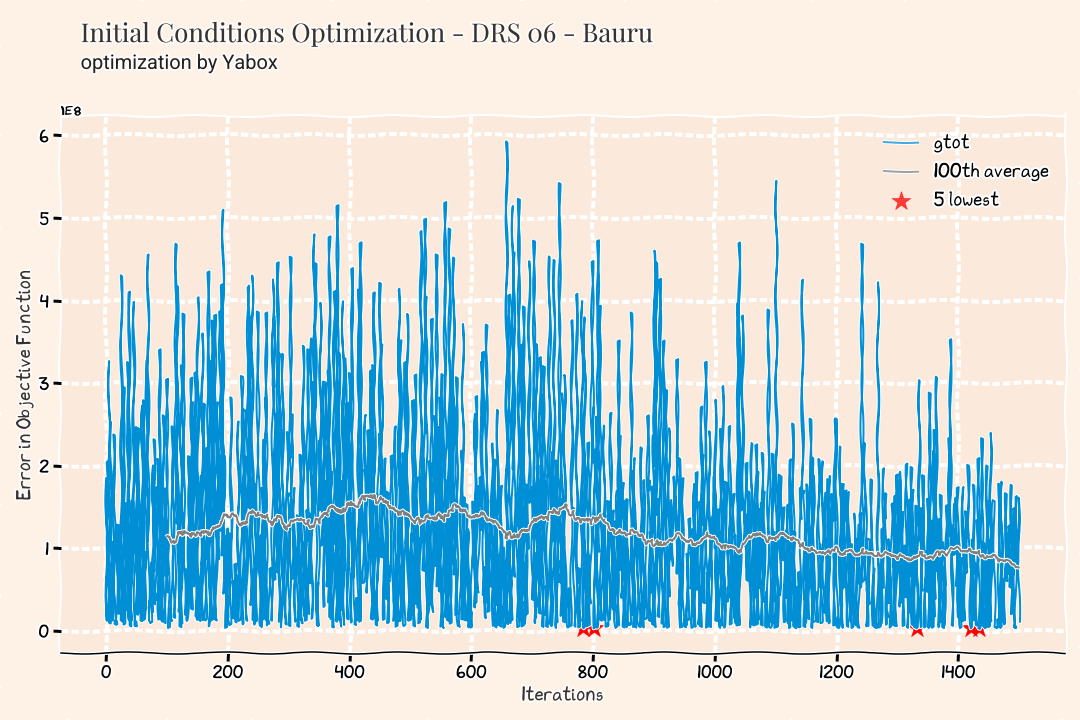 Initial Conditions Optimization - DRS 06 - Bauru
optimization by Yabox
1E8
6
5
4
3
2
1
0
Error in Objective Function
gtot
100th average
5 lowest
0 200 400 600 800 1000 1200 1400
Iterations